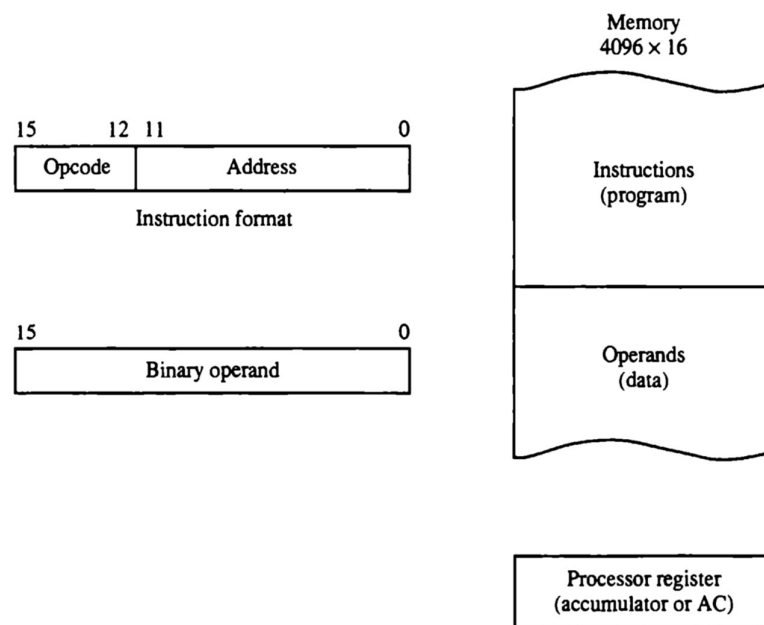 Memory
4096 × 16
15 12 11 0
Opcode Address
Instruction format
Instructions
(program)
15 0
Binary operand
Operands
(data)
Processor register
(accumulator or AC)